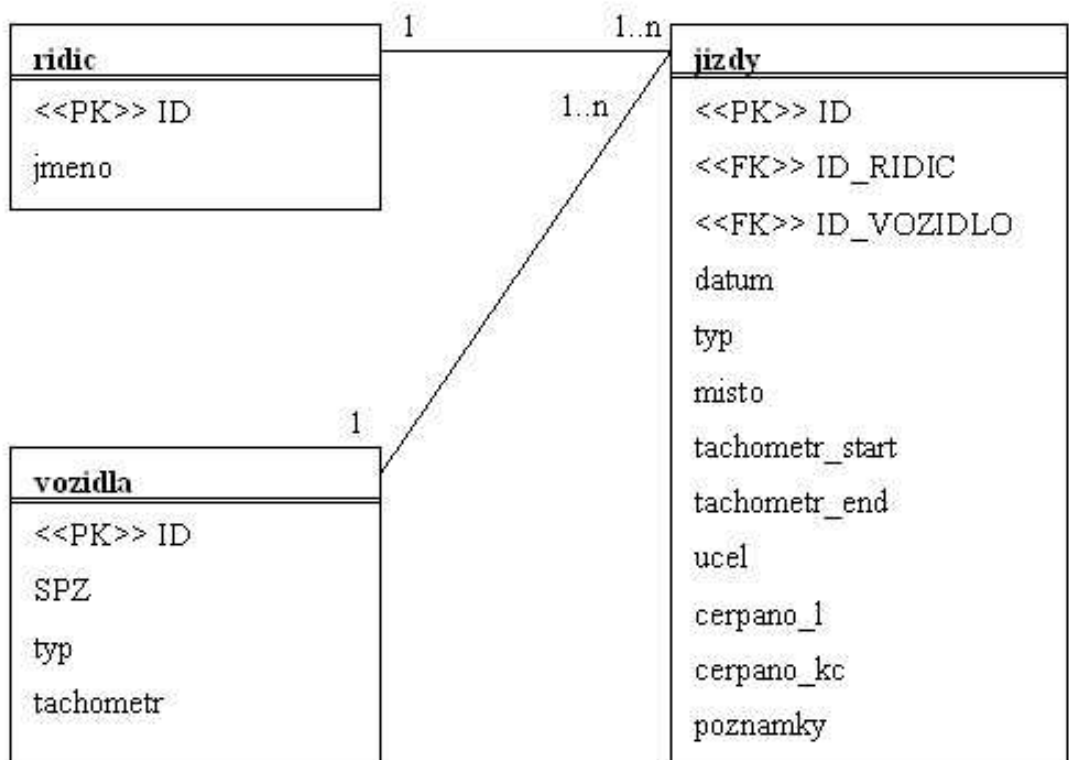 1
1..n
ridic
<<PK>> ID
jmeno
1..n
1
vozidla
<<PK>> ID
SPZ
typ
tachometr
jizdy
<<PK>> ID
<<FK>> ID_RIDIC
<<FK>> ID_VOZIDLO
datum
typ
misto
tachometr_start
tachometr_end
ucel
cerpano_l
cerpano_kc
poznamky